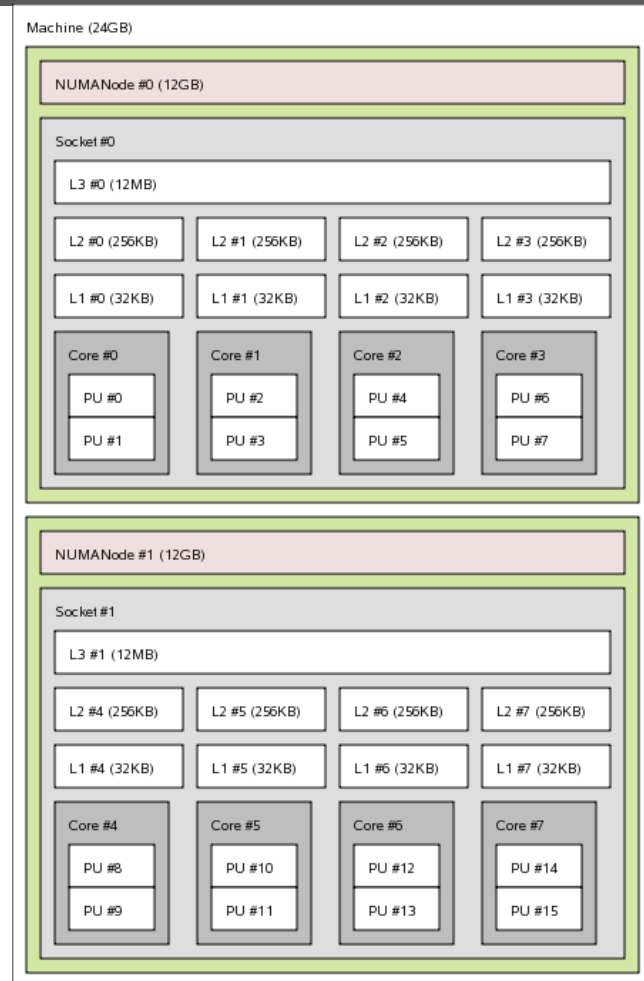 Machine (24GB)
NUMANode #0 (12GB)
Socket #0
L3 #0 (12MB)
L2 #0 (256KB) L2 #1 (256KB) L2 #2 (256KB) L2 #3 (256KB)
L1 #0 (32KB) L1 #1 (32KB) L1 #2 (32KB) L1 #3 (32KB)
Core #0 Core #1 Core #2 Core #3
PU #0 PU #2 PU #4 PU #6
PU #1 PU #3 PU #5 PU #7
NUMANode #1 (12GB)
Socket #1
L3 #1 (12MB)
L2 #4 (256KB) L2 #5 (256KB) L2 #6 (256KB) L2 #7 (256KB)
L1 #4 (32KB) L1 #5 (32KB) L1 #6 (32KB) L1 #7 (32KB)
Core #4 Core #5 Core #6 Core #7
PU #8 PU #10 PU #12 PU #14
PU #9 PU #11 PU #13 PU #15